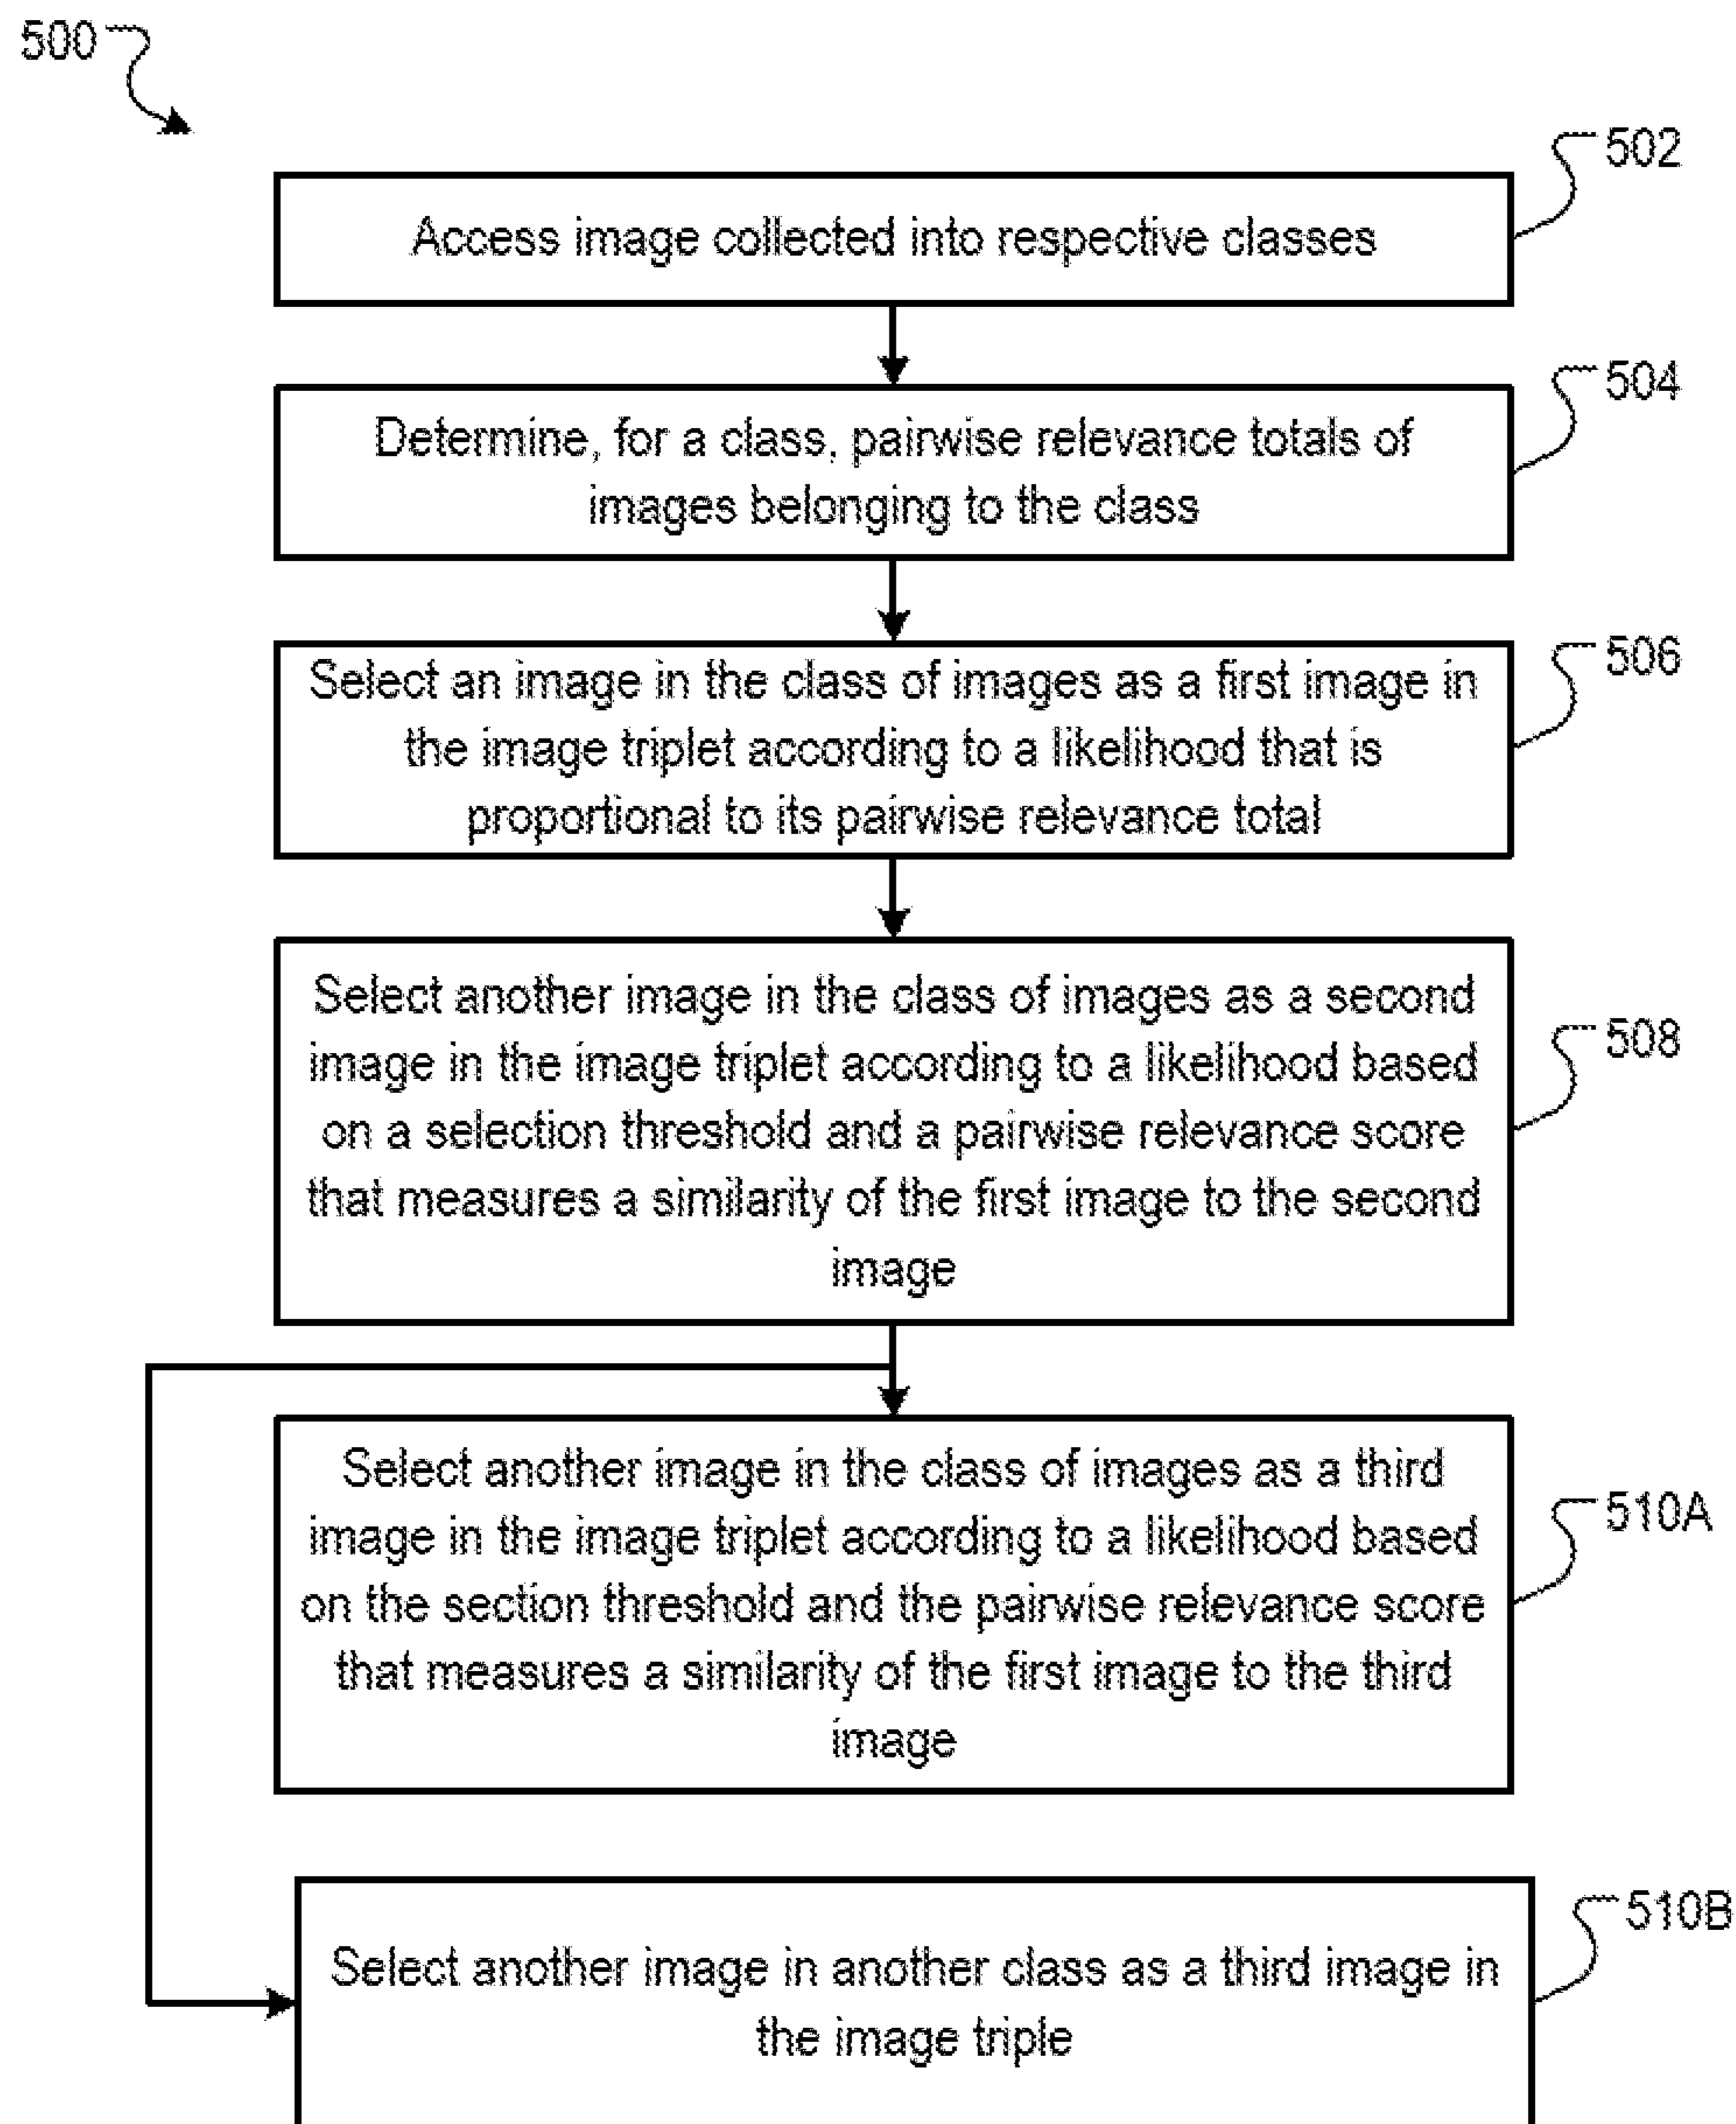 500
502
Access image collected into respective classes
504
Determine, for a class, pairwise relevance totals of
images belonging to the class
506
Select an image in the class of images as a first image in
the image triplet according to a likelihood that is
proportional to its pairwise relevance total
508
Select another image in the class of images as a second
image in the image triplet according to a likelihood based
on a selection threshold and a pairwise relevance score
that measures a similarity of the first image to the second
image
510A
Select another image in the class of images as a third
image in the image triplet according to a likelihood based
on the section threshold and the pairwise relevance score
that measures a similarity of the first image to the third
image
510B
Select another image in another class as a third image in
the image triple